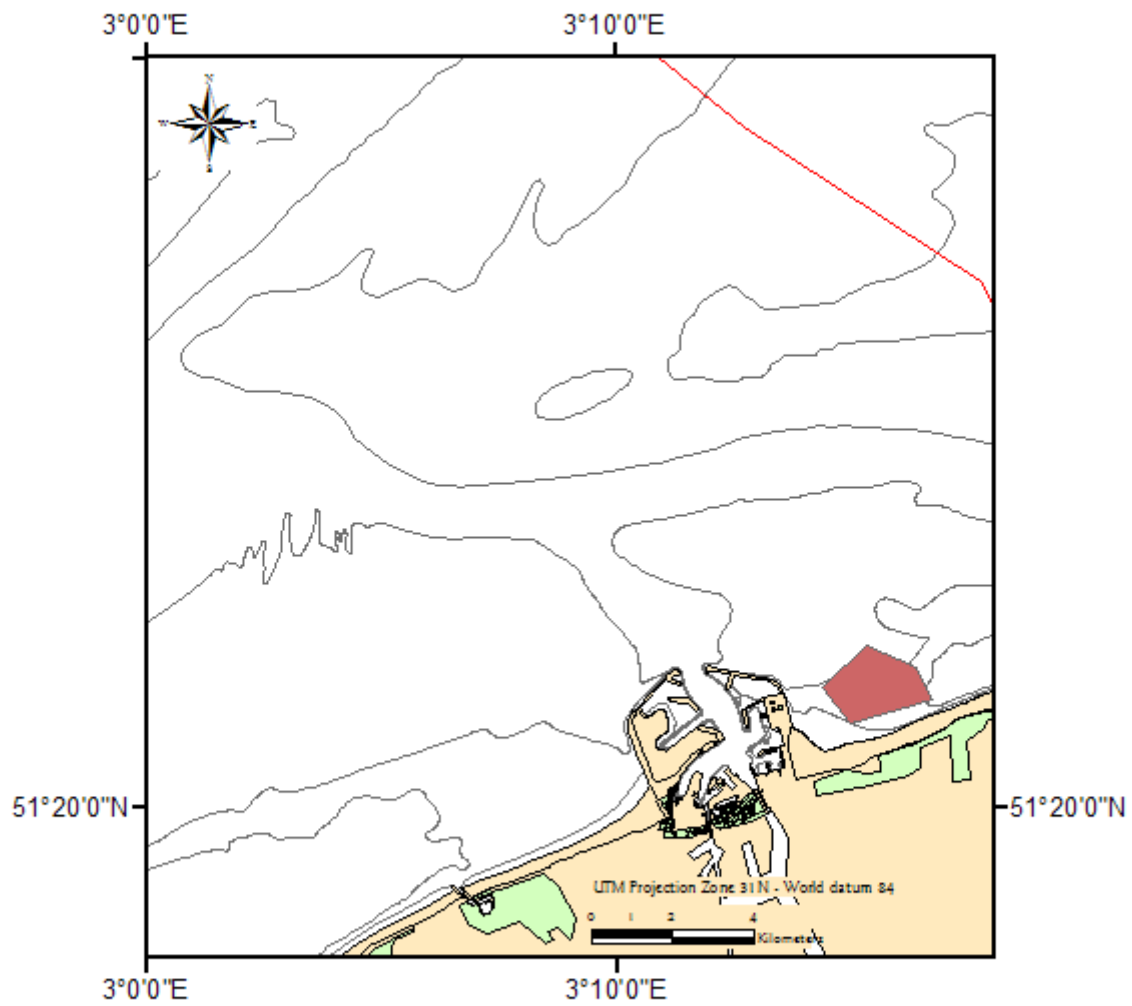 3°0'0"E 3°10'0"E
N
W E
S
51°20'0"N 51°20'0"N
UTM Projection Zone 31N - World datum 84
0 1 2 4
Kilometers
3°0'0"E 3°10'0"E